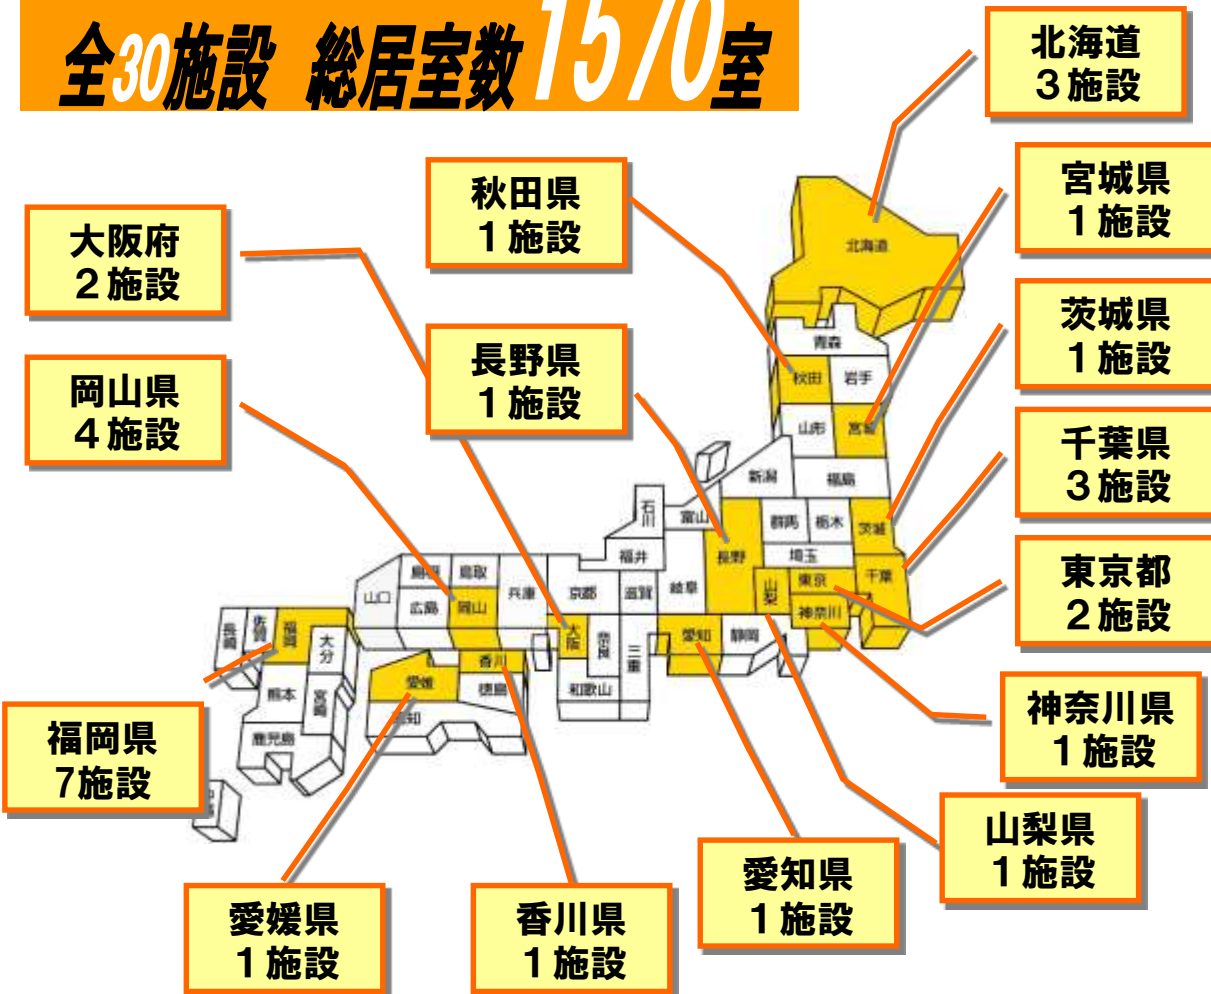 全30施設 総居室数1570室
北海道
3施設
秋田県
1施設
宮城県
1施設
大阪府
2施設
長野県
1施設
茨城県
1施設
岡山県
4施設
千葉県
3施設
東京都
2施設
福岡県
7施設
神奈川県
1施設
山梨県
1施設
愛知県
1施設
愛媛県
1施設
香川県
1施設
北海道
青森
秋田
岩手
山形
宮城
新潟
福島
石川
富山
群馬
栃木
茨城
福井
長野
埼玉
山梨
東京
千葉
神奈川
島根
鳥取
兵庫
京都
滋賀
岐阜
山口
広島
岡山
大阪
奈良
三重
愛知
静岡
和歌山
香川
愛媛
徳島
長崎
佐賀
福岡
大分
熊本
宮崎
鹿児島